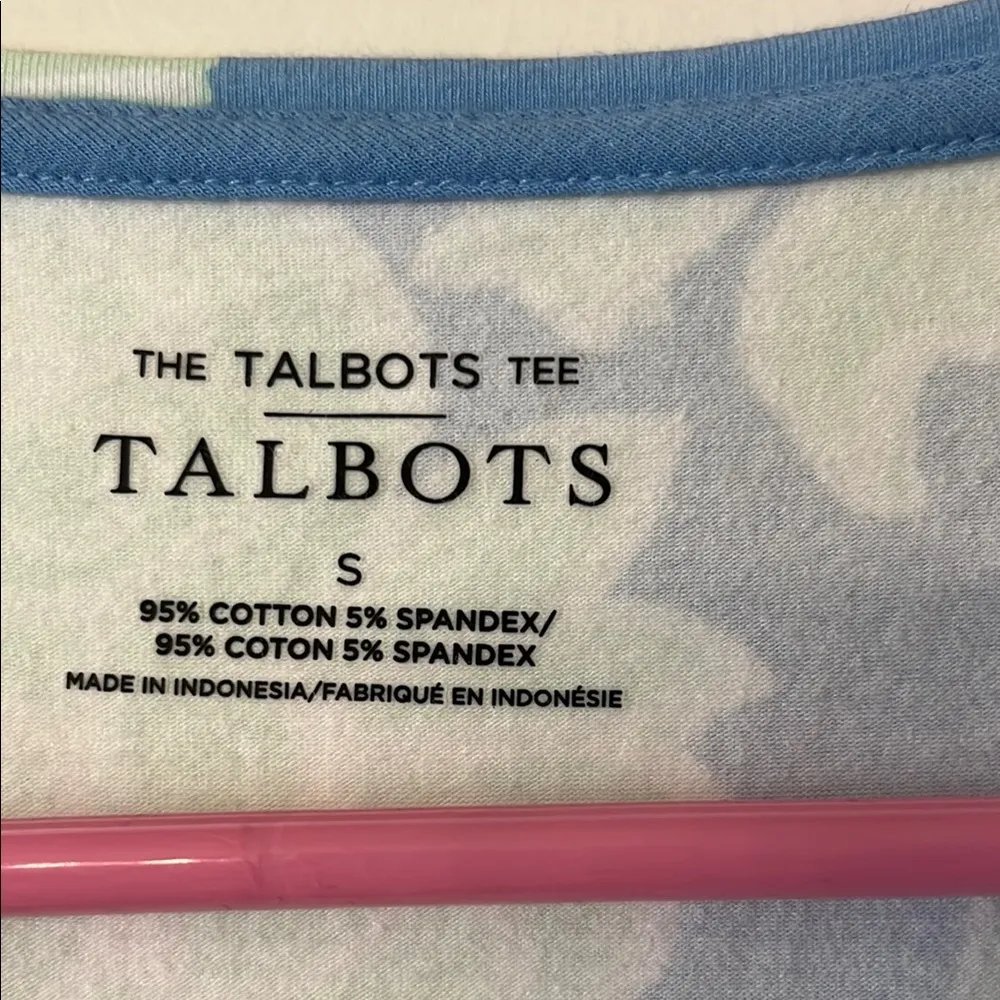 THE TALBOTS TEE
TALBOTS
S
95% COTTON 5% SPANDEX/
95% COTON 5% SPANDEX
MADE IN INDONESIA/FABRIQUÉ EN INDONÉSIE